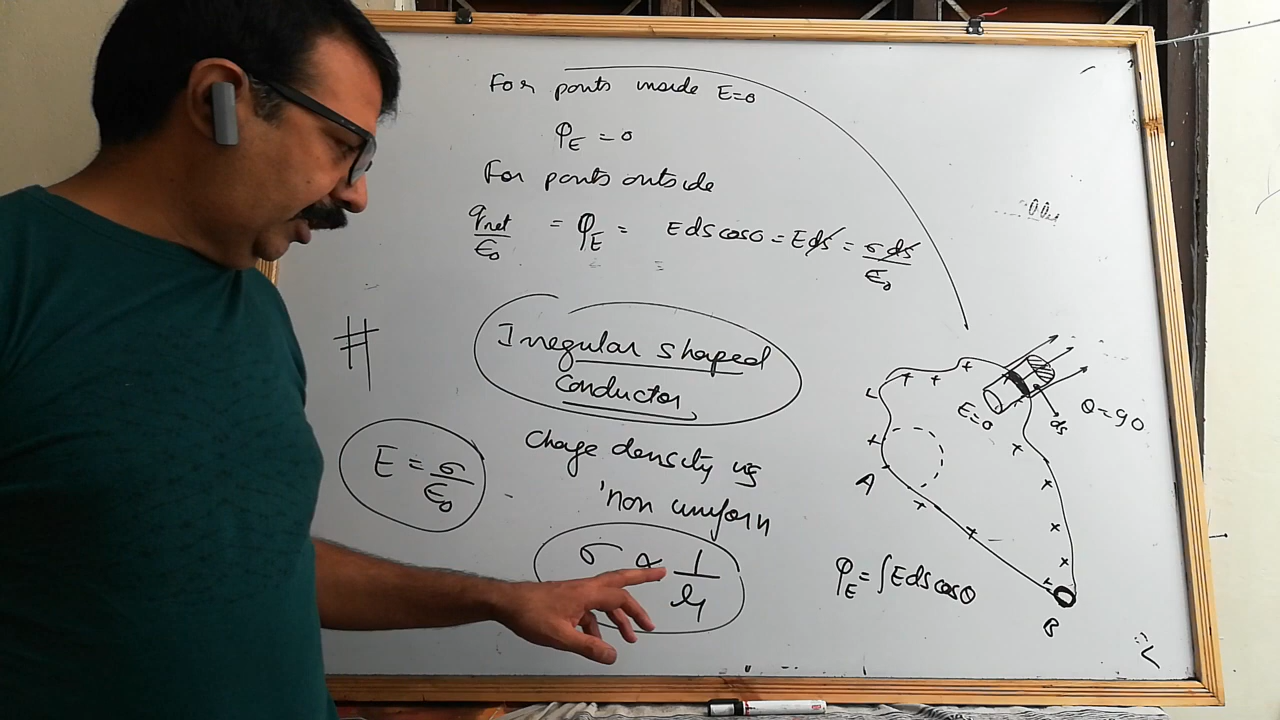 For points inside E=0
φE = 0
For points outside
qnet/ε0 = φE = E ds cosθ = E ds = σ ds/ε0
#
Irregular shaped
conductor,
E = σ/ε0
Charge density is
non uniform
σ ∝ 1/r
E=0
ds
θ=90
A
B
φE = ∫E ds cosθ